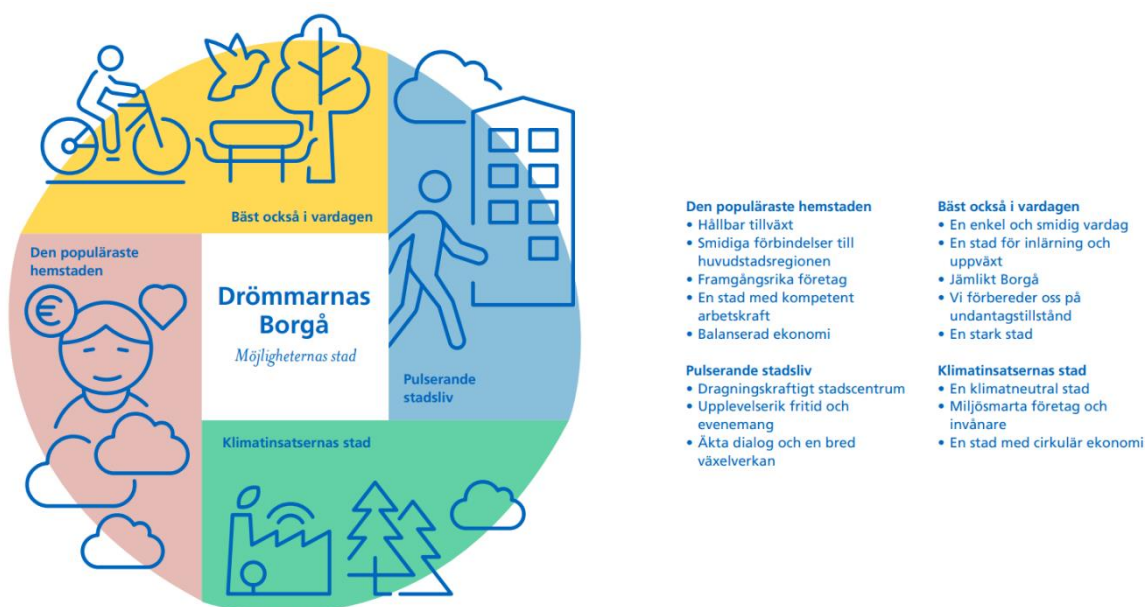 Bäst också i vardagen
Den populäraste
hemstaden
Drömmarnas
Borgå
Möjligheternas stad
Pulserande
stadsliv
Klimatinsatsernas stad
€
Den populäraste hemstaden
• Hållbar tillväxt
• Smidiga förbindelser till
huvudstadsregionen
• Framgångsrika företag
• En stad med kompetent
arbetskraft
• Balanserad ekonomi
Pulserande stadsliv
• Dragningskraftigt stadscentrum
• Upplevelserik fritid och
evenemang
• Äkta dialog och en bred
växelverkan
Bäst också i vardagen
• En enkel och smidig vardag
• En stad för inlärning och
uppväxt
• Jämlikt Borgå
• Vi förbereder oss på
undantagstillstånd
• En stark stad
Klimatinsatsernas stad
• En klimatneutral stad
• Miljösmarta företag och
invånare
• En stad med cirkulär ekonomi